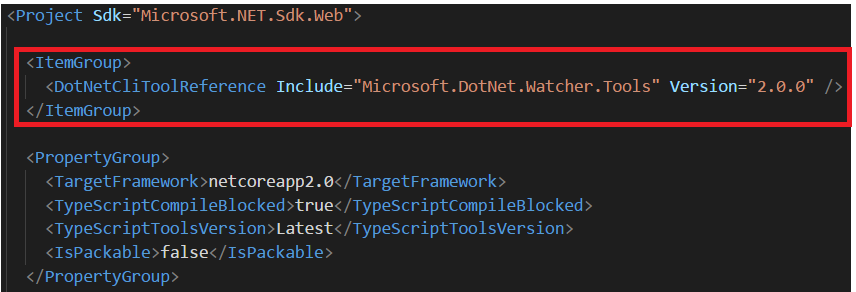 <Project Sdk="Microsoft.NET.Sdk.Web">
<ItemGroup>
<DotNetCliToolReference Include="Microsoft.DotNet.Watcher.Tools" Version="2.0.0" />
</ItemGroup>
<PropertyGroup>
<TargetFramework>netcoreapp2.0</TargetFramework>
<TypeScriptCompileBlocked>true</TypeScriptCompileBlocked>
<TypeScriptToolsVersion>Latest</TypeScriptToolsVersion>
<IsPackable>false</IsPackable>
</PropertyGroup>